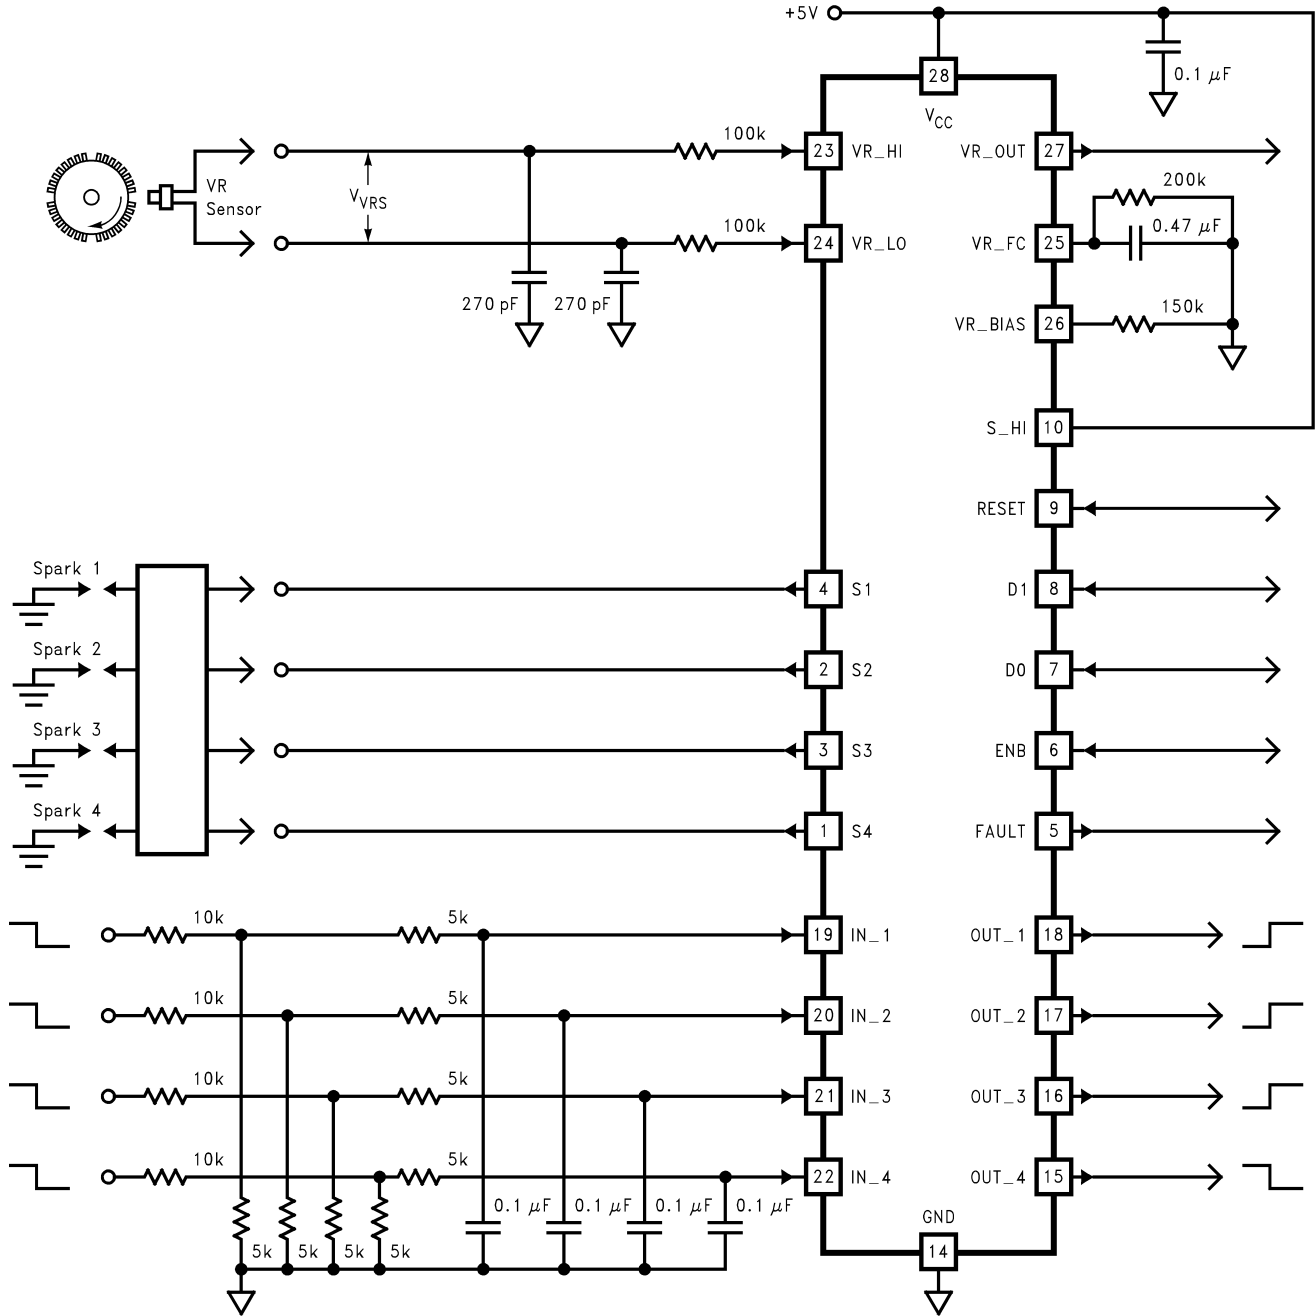 +5V
0.1 μF
28
VCC
100k
23
VR_HI
VR_OUT
27
VR
Sensor
VVRS
200k
100k
24
VR_LO
VR_FC
25
0.47 μF
270 pF
270 pF
VR_BIAS
26
150k
S_HI
10
RESET
9
Spark 1
4
S1
D1
8
Spark 2
2
S2
D0
7
Spark 3
3
S3
ENB
6
Spark 4
1
S4
FAULT
5
10k
5k
19
IN_1
OUT_1
18
10k
5k
20
IN_2
OUT_2
17
10k
5k
21
IN_3
OUT_3
16
10k
5k
22
IN_4
OUT_4
15
0.1 μF
0.1 μF
0.1 μF
0.1 μF
GND
5k
5k
5k
5k
14